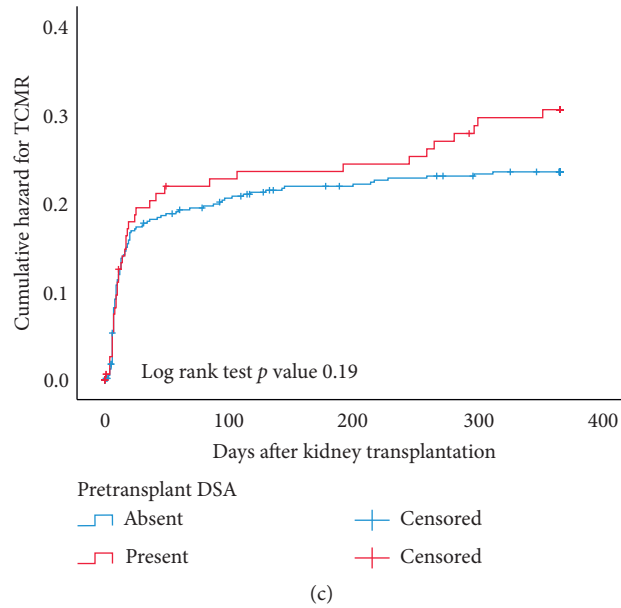 0.4
0.3
0.2
0.1
0.0
Cumulative hazard for TCMR
Log rank test p value 0.19
0 100 200 300 400
Days after kidney transplantation
Pretransplant DSA
Absent Censored
Present Censored
(c)